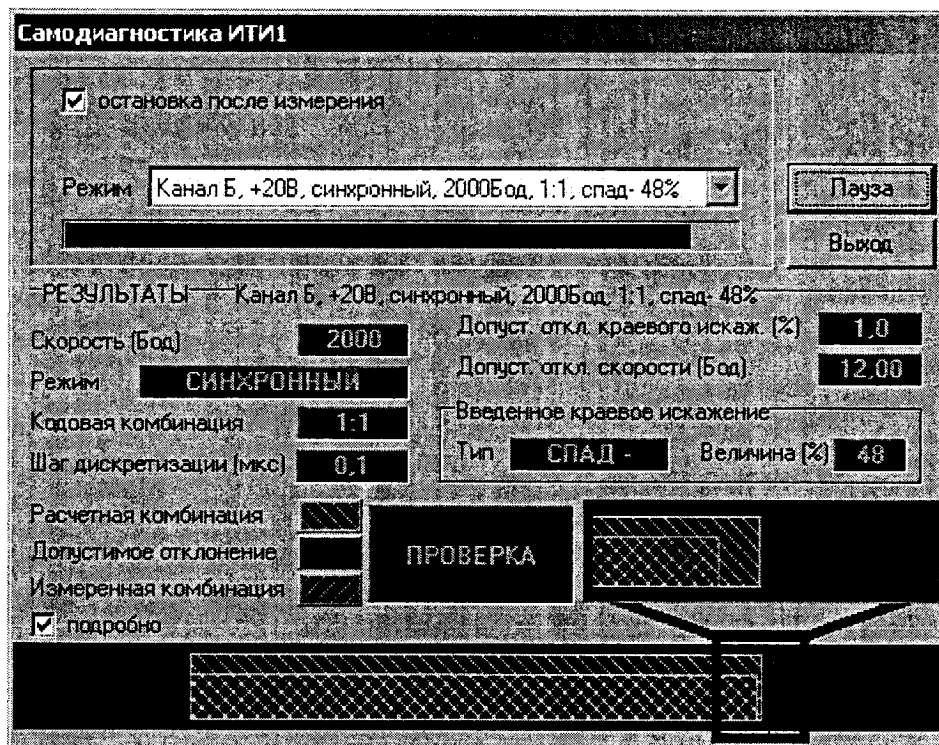 Самодиагностика ИТИ1
остановка после измерения
Режим Канал Б, +20В, синхронный, 2000Бод, 1:1, спад- 48%
Пауза
Выход
РЕЗУЛЬТАТЫ Канал Б, +20В, синхронный, 2000Бод, 1:1, спад- 48%
Скорость (Бод) 2000
Допуст. откл. краевого искаж. (%) 1,0
Режим СИНХРОННЫЙ
Допуст. откл. скорости (Бод) 12,00
Кодовая комбинация 1:1
Введенное краевое искажение
Шаг дискретизации (мкс) 0,1
Тип СПАД - Величина (%) 48
Расчетная комбинация
Допустимое отклонение
Измеренная комбинация
ПРОВЕРКА
подробно